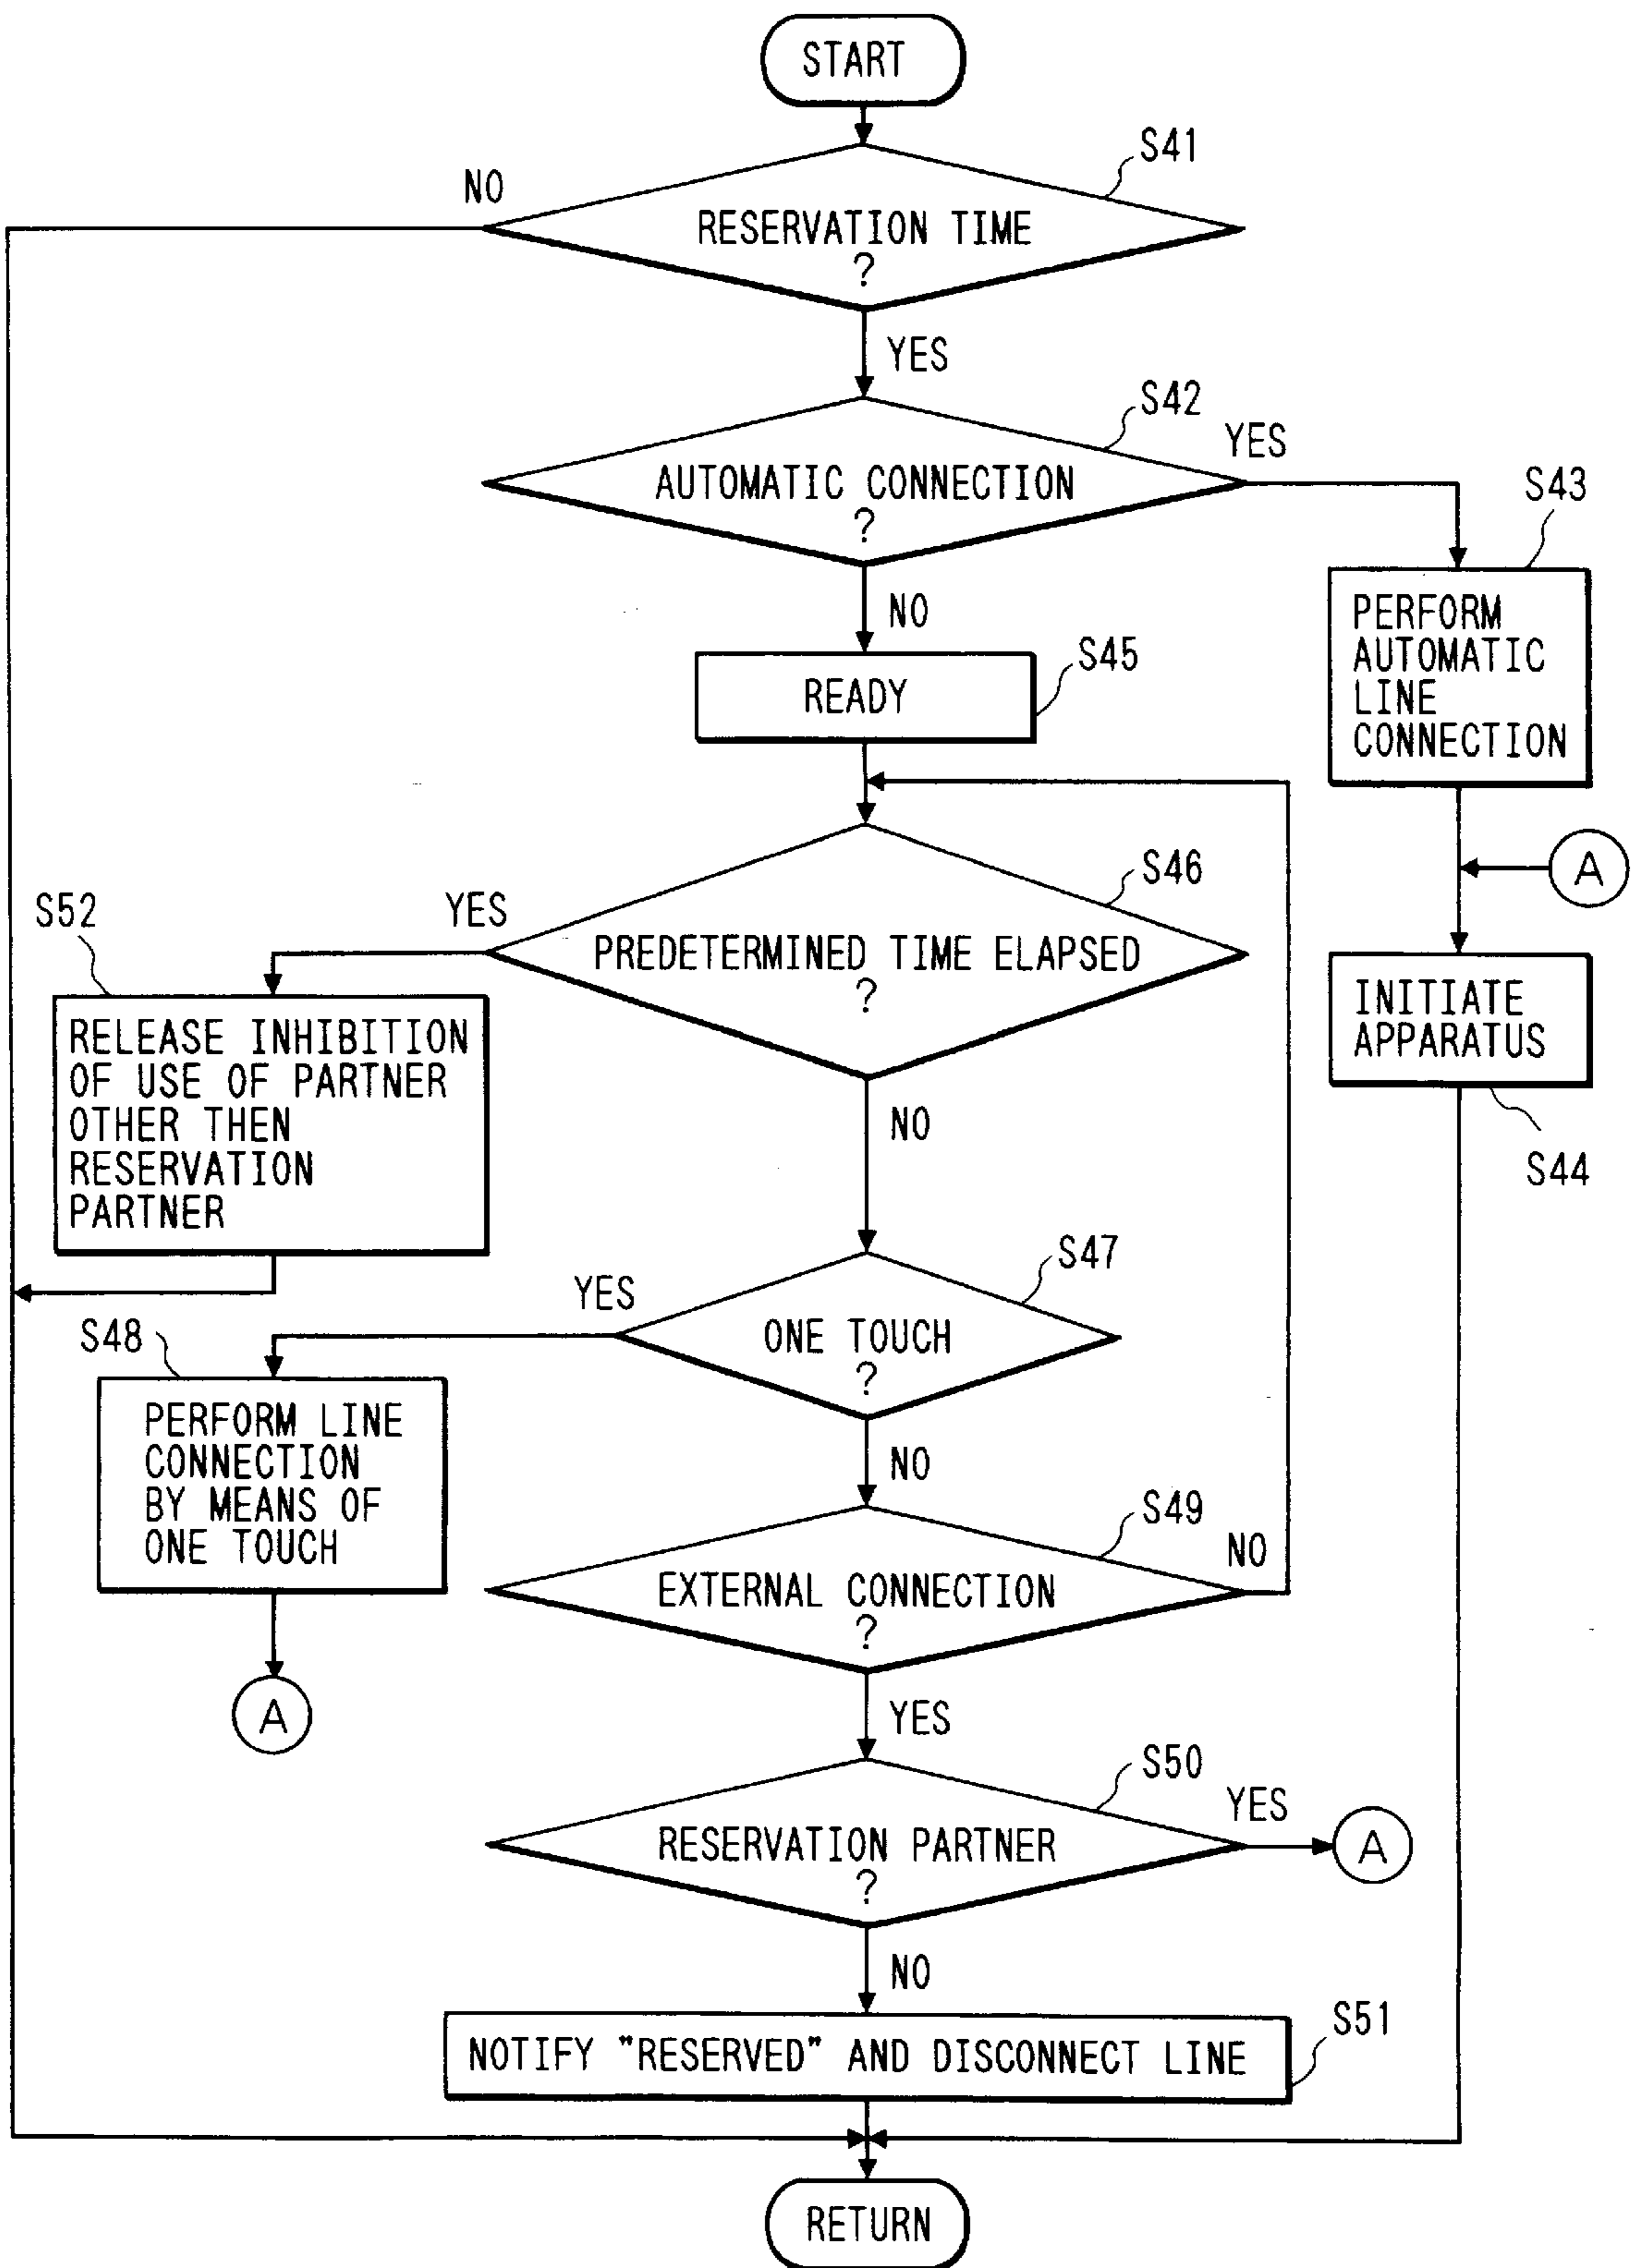 START
S41
NO
RESERVATION TIME
?
YES
S42
YES
AUTOMATIC CONNECTION
?
S43
NO
PERFORM
AUTOMATIC
LINE
CONNECTION
S45
READY
A
S46
YES
S52
PREDETERMINED TIME ELAPSED
?
INITIATE
APPARATUS
S44
RELEASE INHIBITION
OF USE OF PARTNER
OTHER THEN
RESERVATION
PARTNER
NO
S47
YES
ONE TOUCH
?
S48
PERFORM LINE
CONNECTION
BY MEANS OF
ONE TOUCH
A
NO
S49
NO
EXTERNAL CONNECTION
?
YES
S50
YES
RESERVATION PARTNER
?
A
NO
S51
NOTIFY "RESERVED" AND DISCONNECT LINE
RETURN